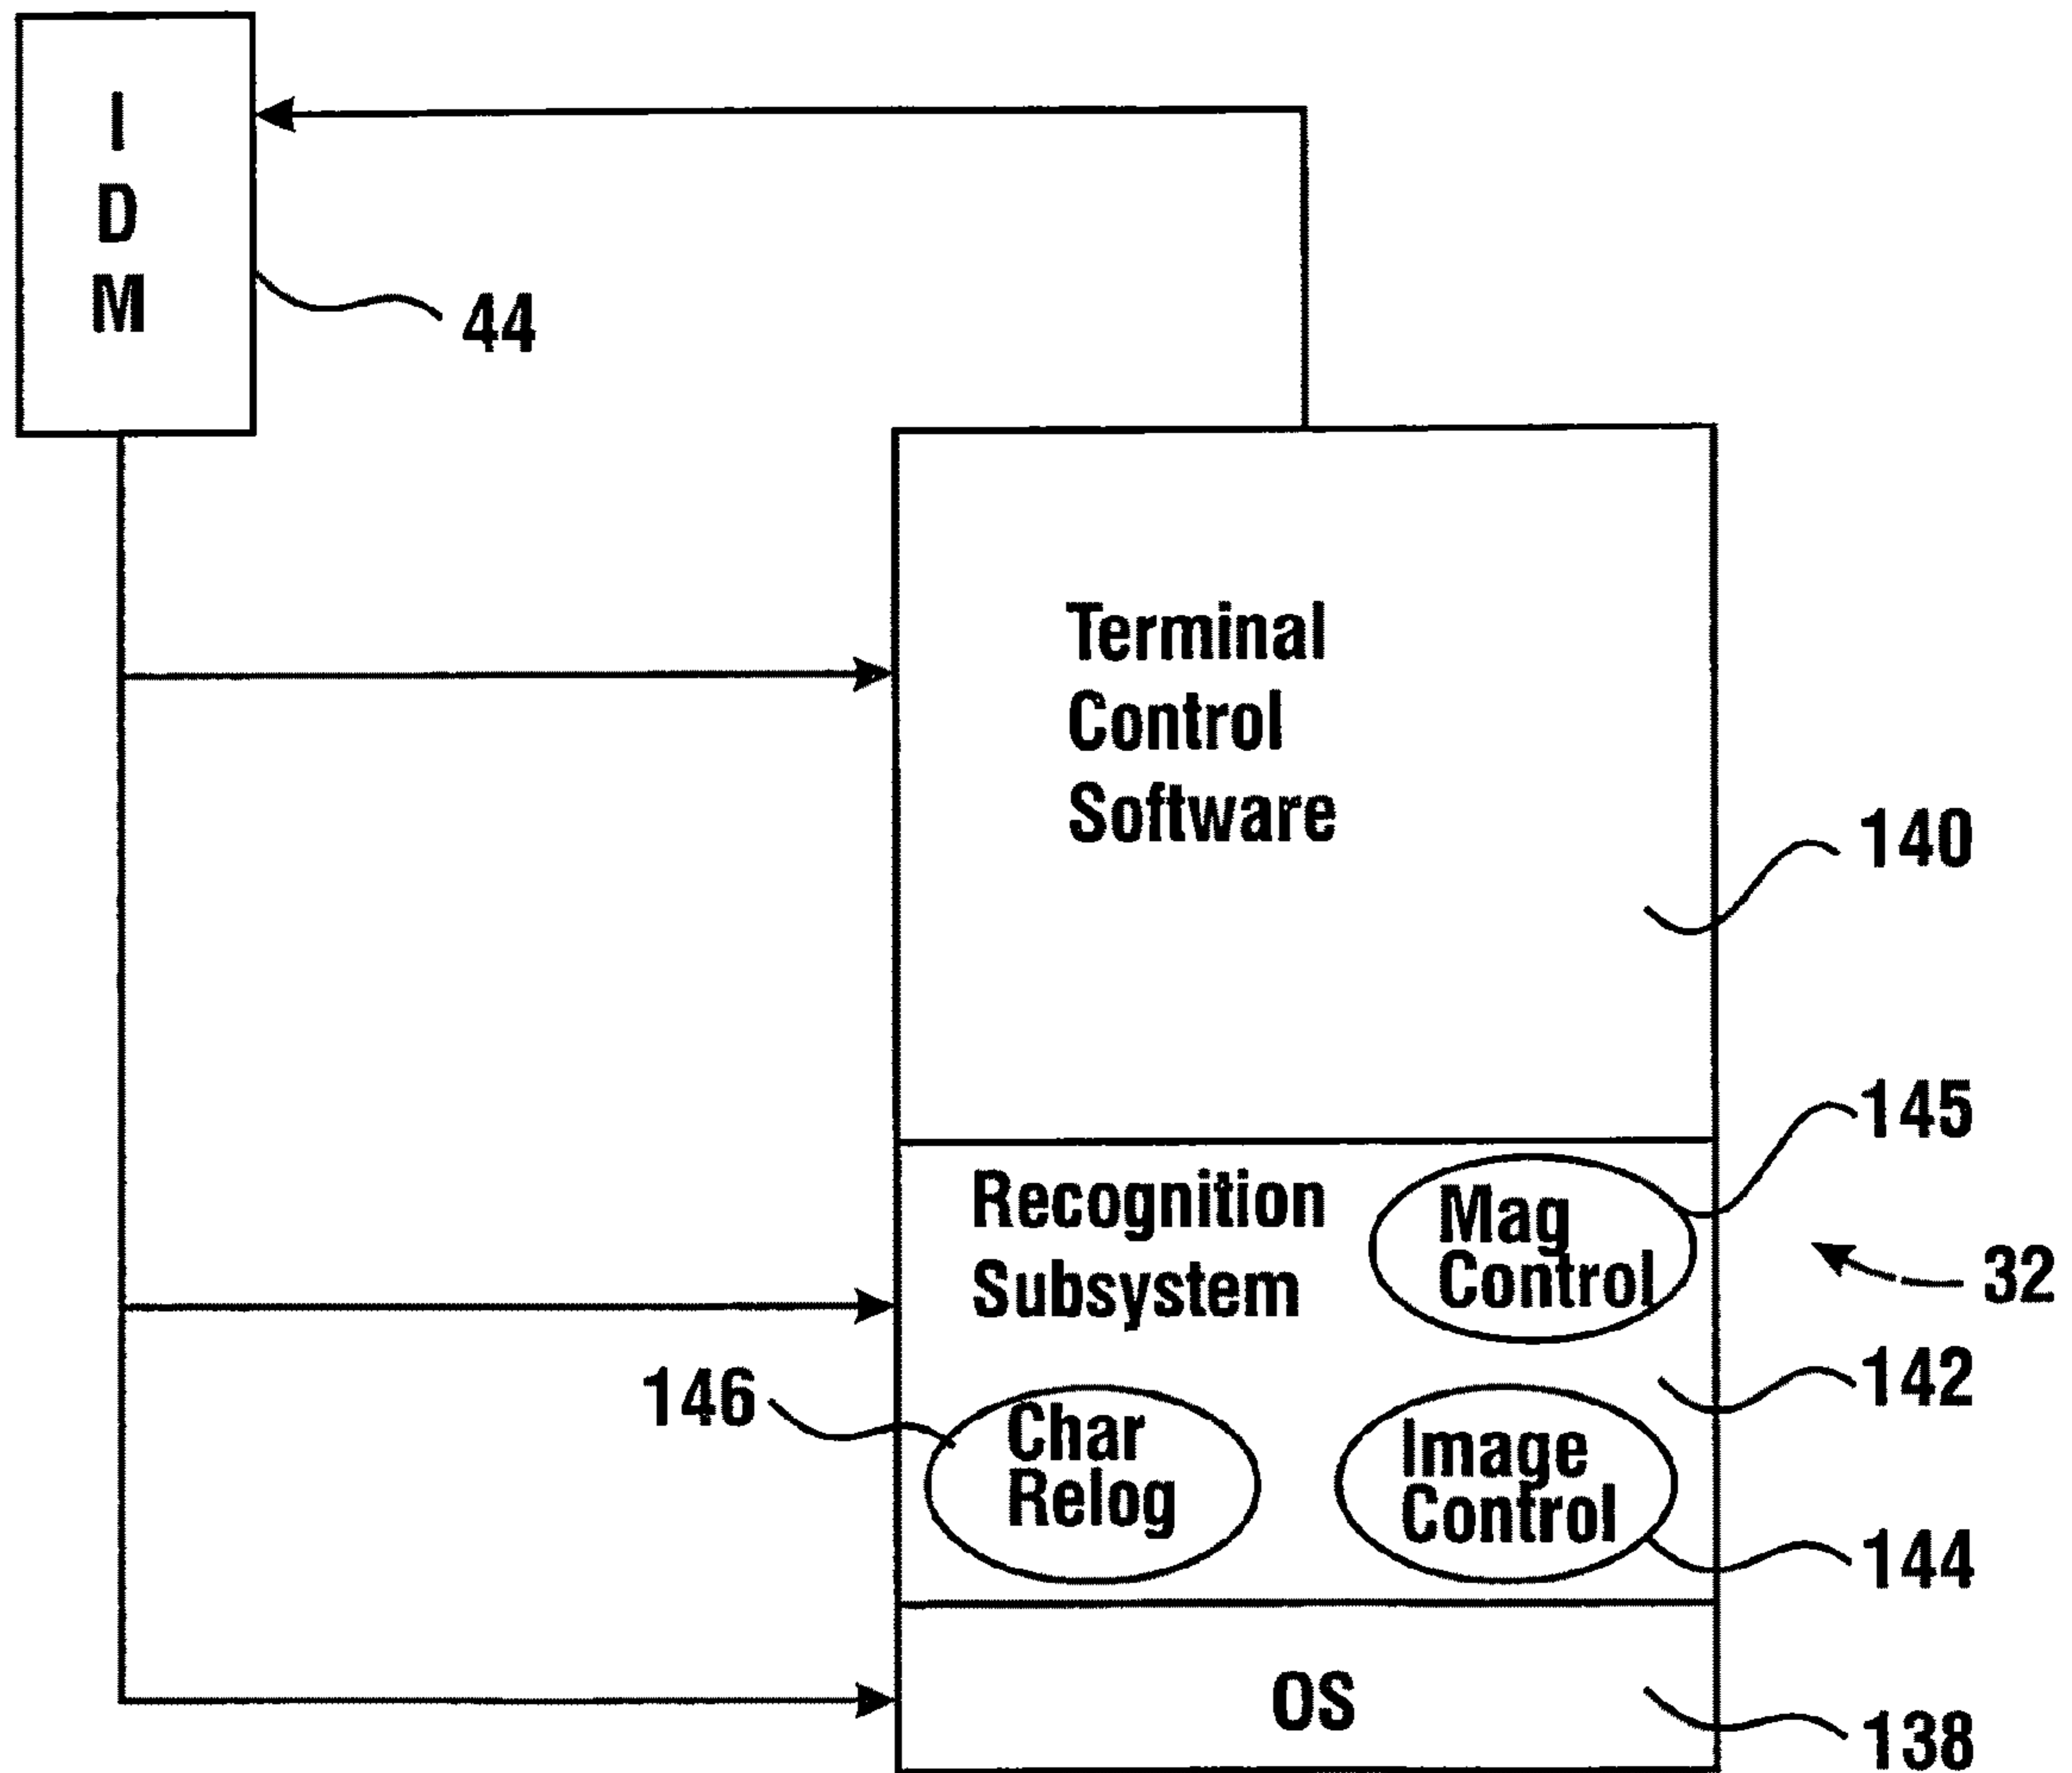 I
D
M
44
Terminal
Control
Software
140
145
Recognition
Subsystem
Mag
Control
32
142
146
Char
Relog
Image
Control
144
OS
138